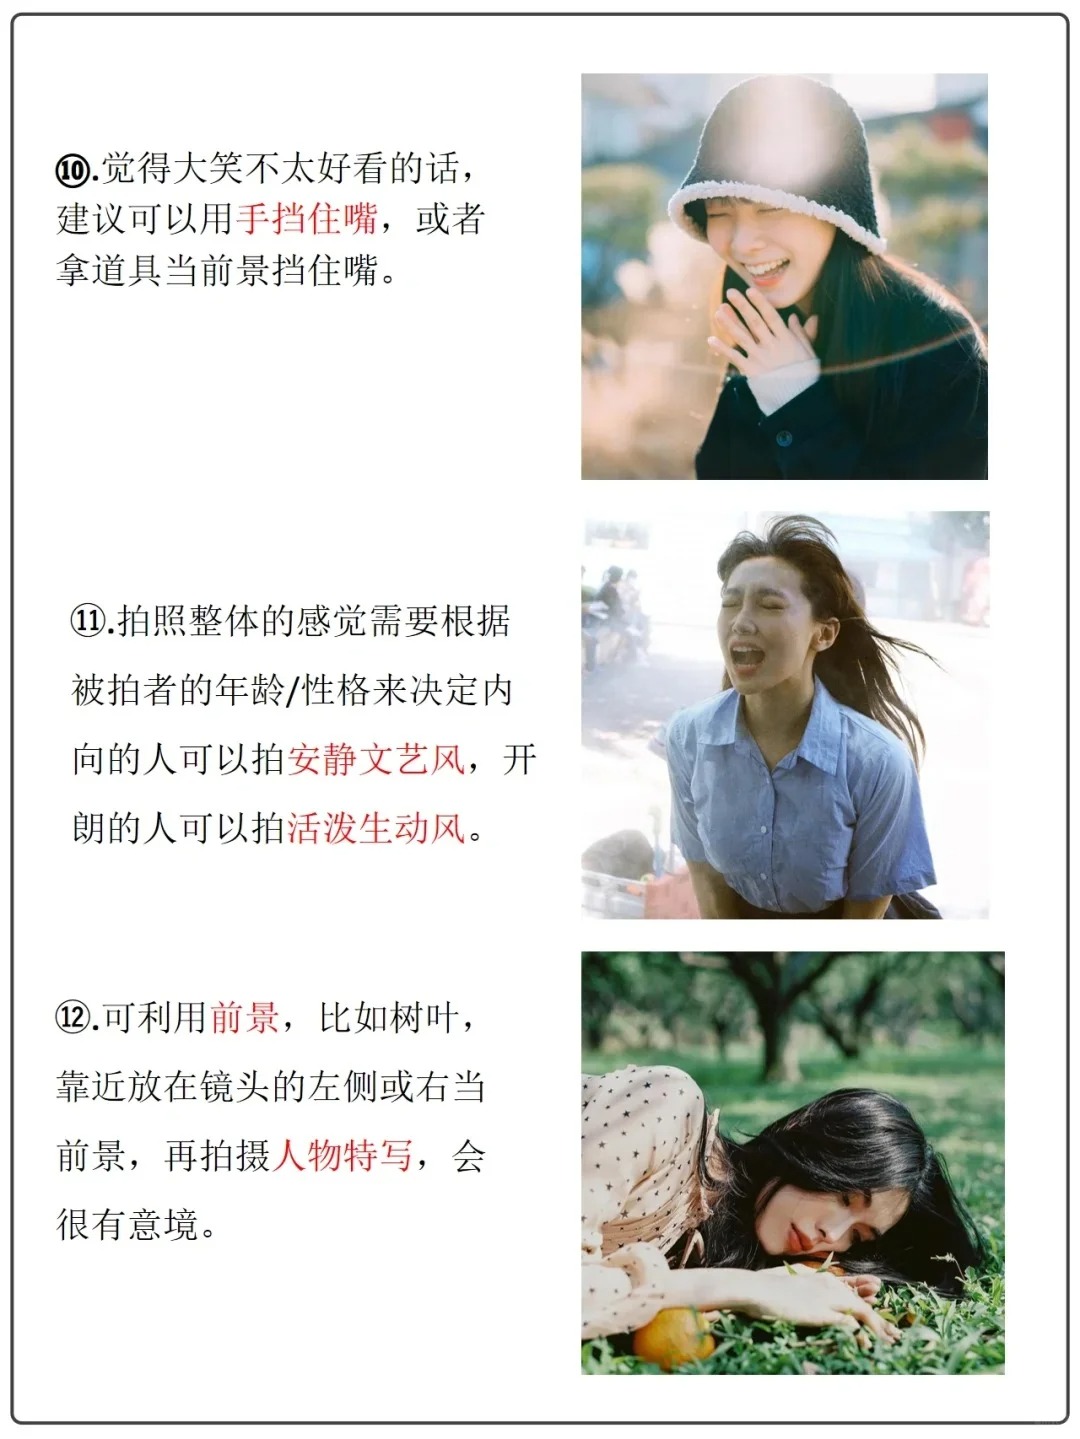 ⑩.觉得大笑不太好看的话，
建议可以用手挡住嘴，或者
拿道具当前景挡住嘴。
⑪.拍照整体的感觉需要根据
被拍者的年龄/性格来决定内
向的人可以拍安静文艺风，开
朗的人可以拍活泼生动风。
⑫.可利用前景，比如树叶，
靠近放在镜头的左侧或右当
前景，再拍摄人物特写，会
很有意境。